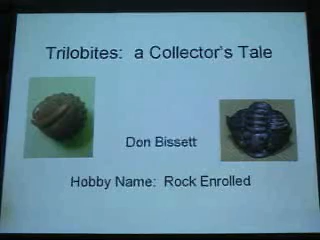 Trilobites: a Collector's Tale
Don Bissett
Hobby Name: Rock Enrolled